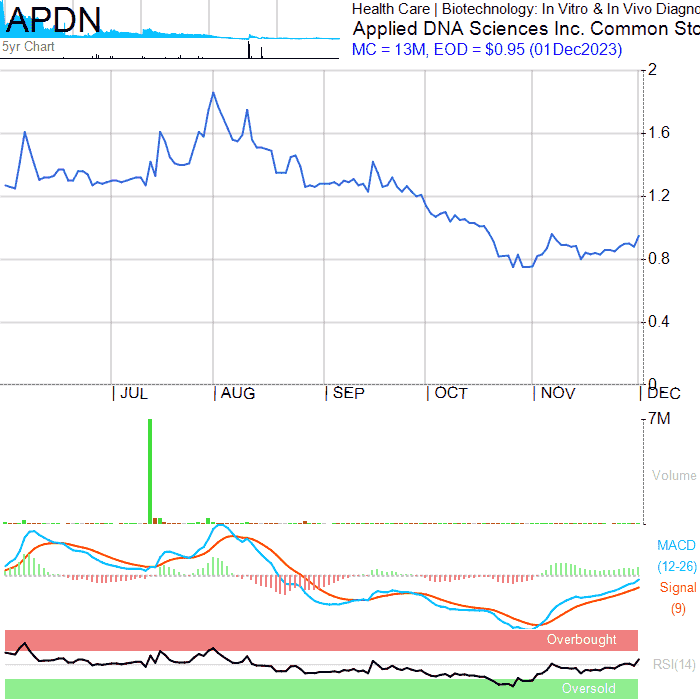 APDN
5yr Chart
Health Care | Biotechnology: In Vitro & In Vivo Diagno
Applied DNA Sciences Inc. Common Sto
MC = 13M, EOD = $0.95 (01Dec2023)
2
1.6
1.2
0.8
0.4
0
JUL AUG SEP OCT NOV DEC
7M
Volume
MACD
(12-26)
Signal
(9)
Overbought
RSI(14)
Oversold